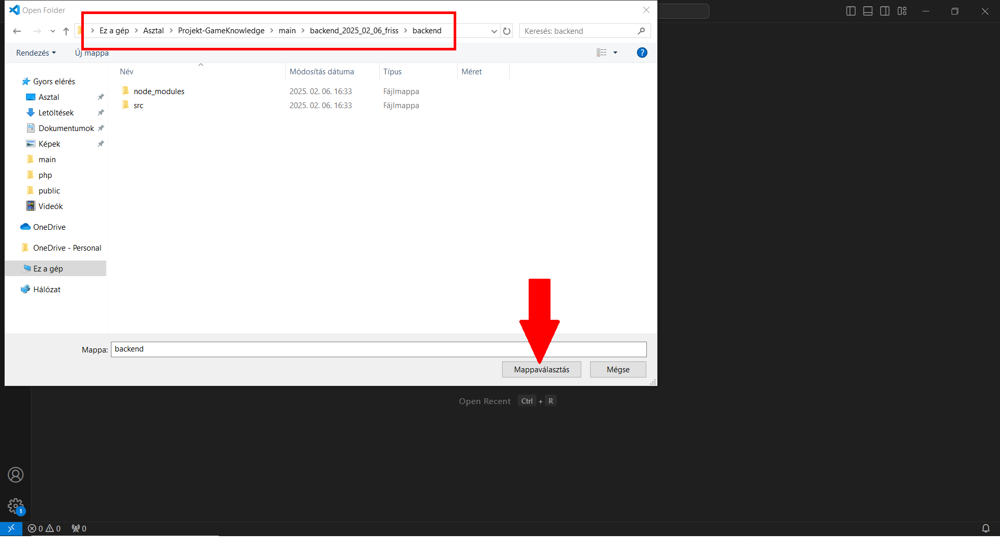 Open Folder
Ez a gép > Asztal > Projekt-GameKnowledge > main > backend_2025_02_06_friss > backend
Keresés: backend
Rendezés
Új mappa
?
Név Módosítás dátuma Típus Méret
node_modules 2025. 02. 06. 16:33 Fájlmappa
src 2025. 02. 06. 16:33 Fájlmappa
Gyors elérés
Asztal
Letöltések
Dokumentumok
Képek
main
php
public
Videók
OneDrive
OneDrive - Personal
Ez a gép
Hálózat
Mappa: backend
Mappaválasztás Mégse
Open Recent Ctrl + R
1
0 0 0